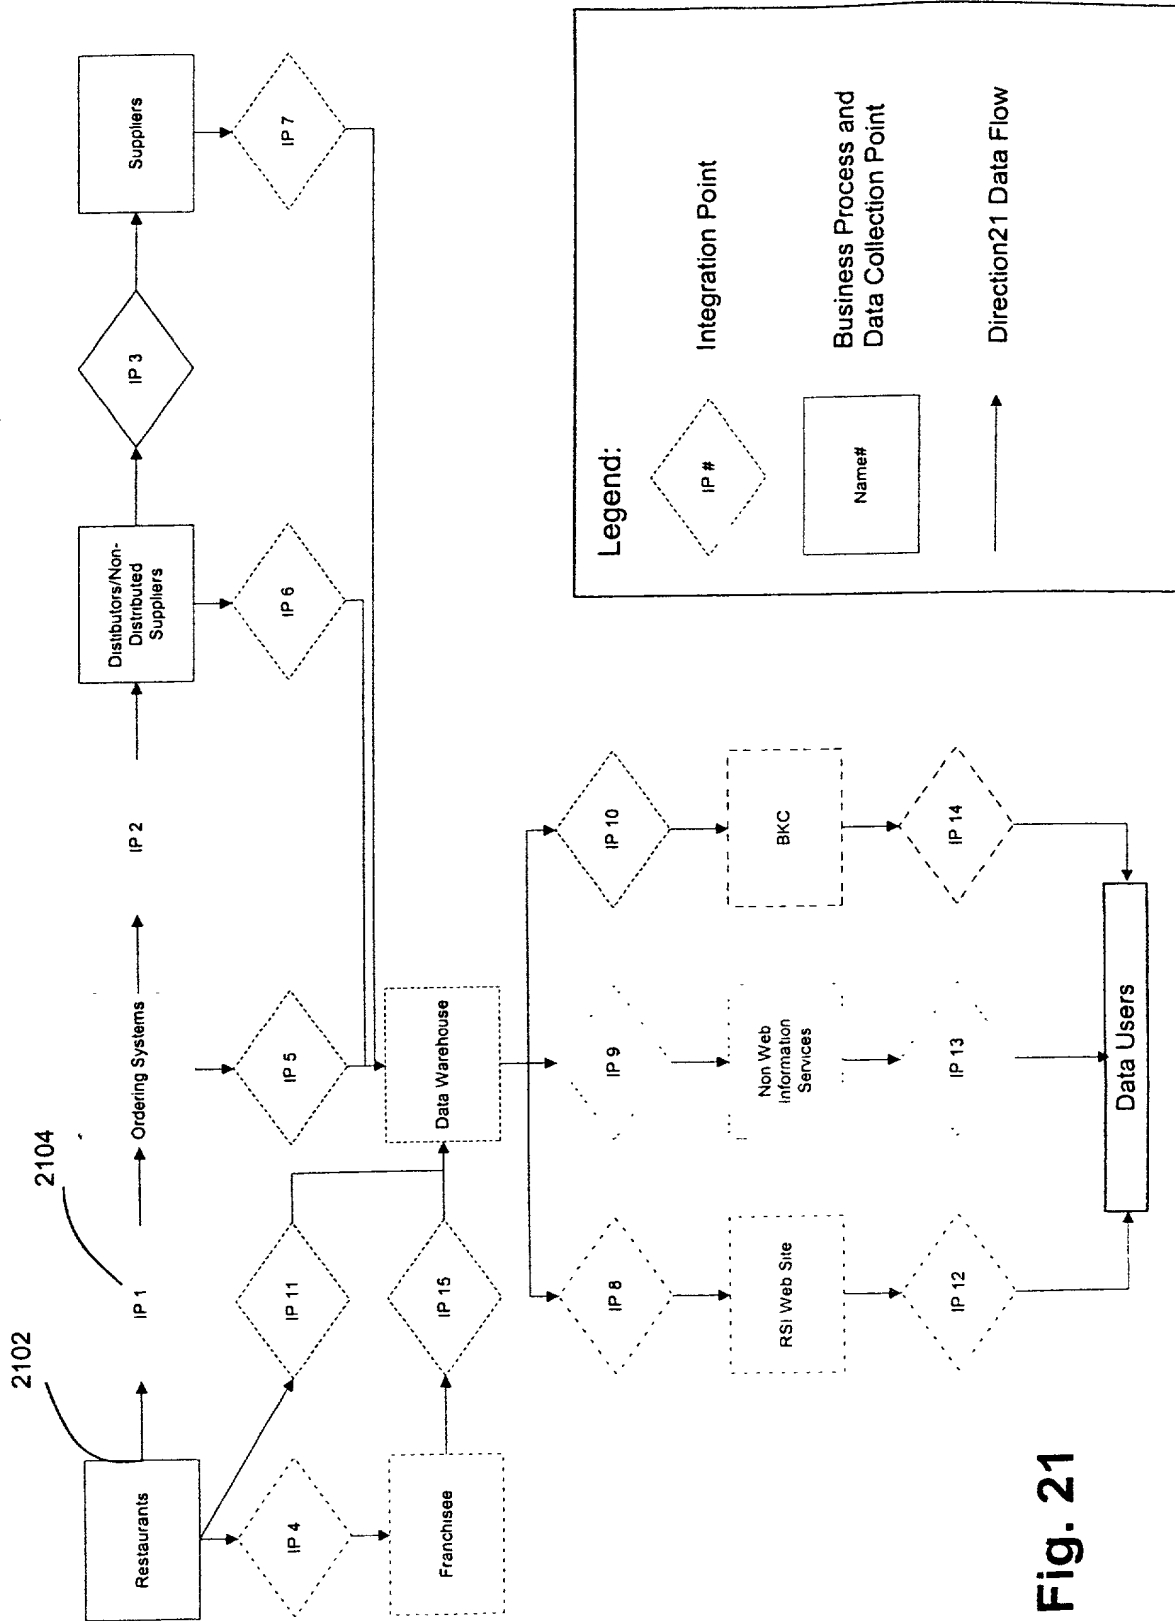 2102
2104
Restaurants
IP 1
Ordering Systems
IP 2
Distibutors/Non-
Distributed
Suppliers
IP 3
Suppliers
IP 4
IP 11
IP 5
IP 6
IP 7
Franchisee
IP 15
Data Warehouse
IP 8
IP 9
IP 10
RSI Web Site
Non Web
Information
Services
BKC
IP 12
IP 13
IP 14
Data Users
Legend:
IP #
Integration Point
Name#
Business Process and
Data Collection Point
Direction21 Data Flow
Fig. 21